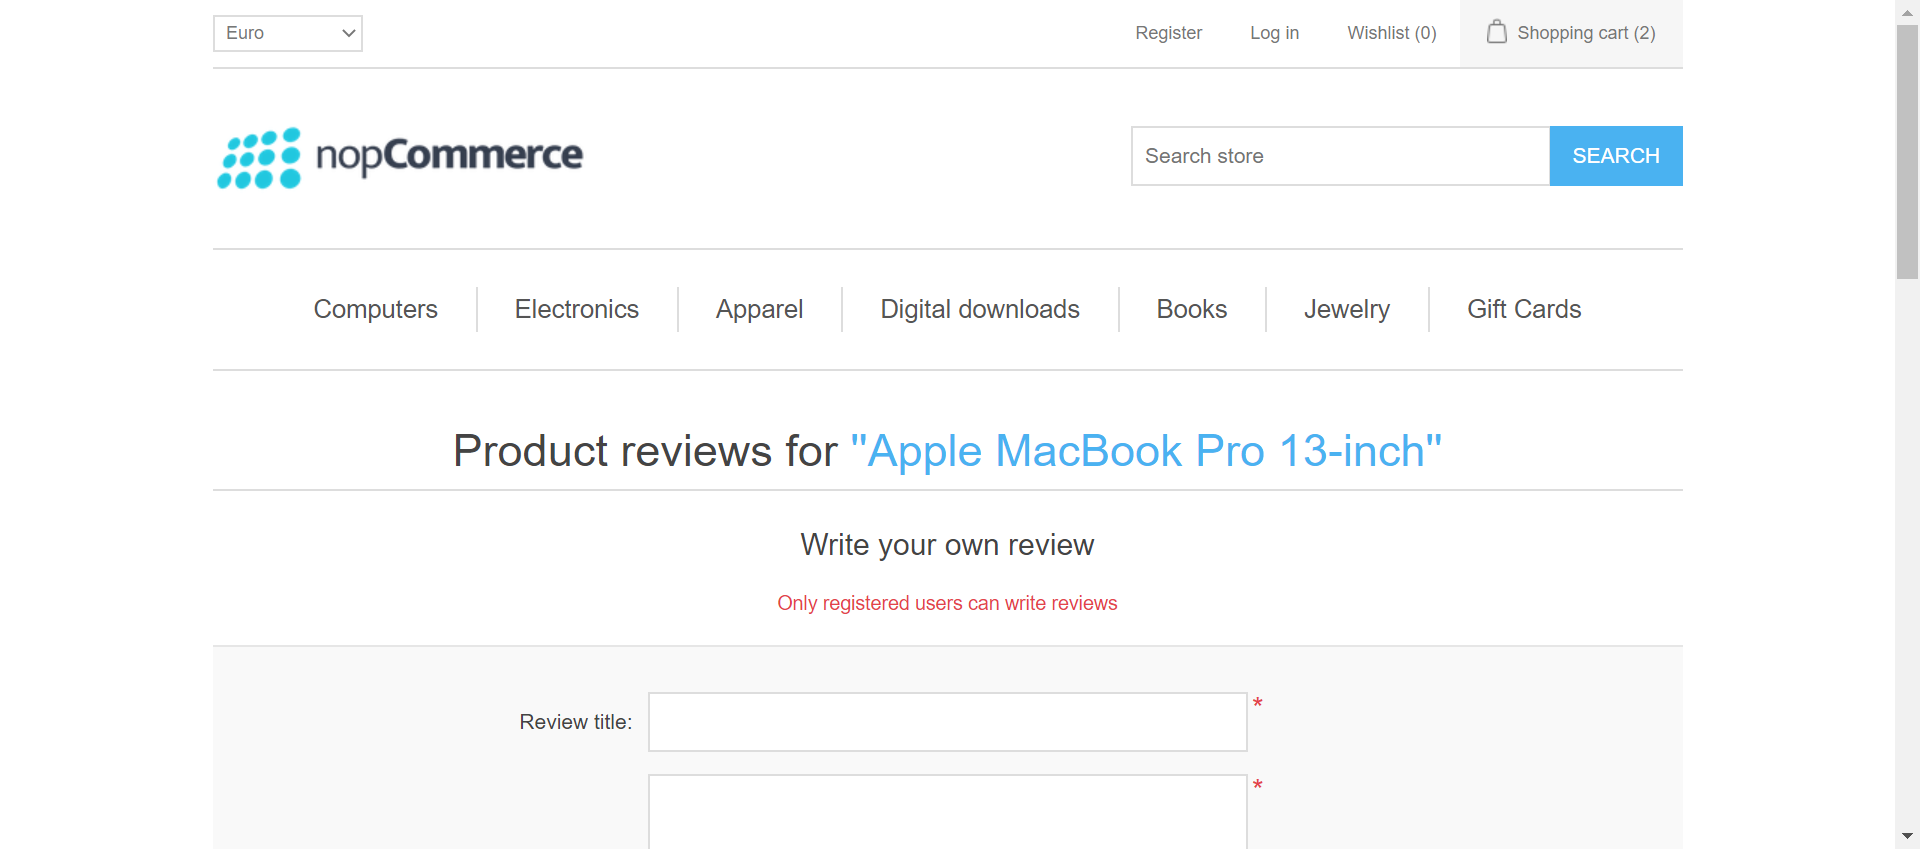 Euro
Register
Log in
Wishlist (0)
Shopping cart (2)
nopCommerce
Search store
SEARCH
Computers
Electronics
Apparel
Digital downloads
Books
Jewelry
Gift Cards
Product reviews for "Apple MacBook Pro 13-inch"
Write your own review
Only registered users can write reviews
Review title:
*
*